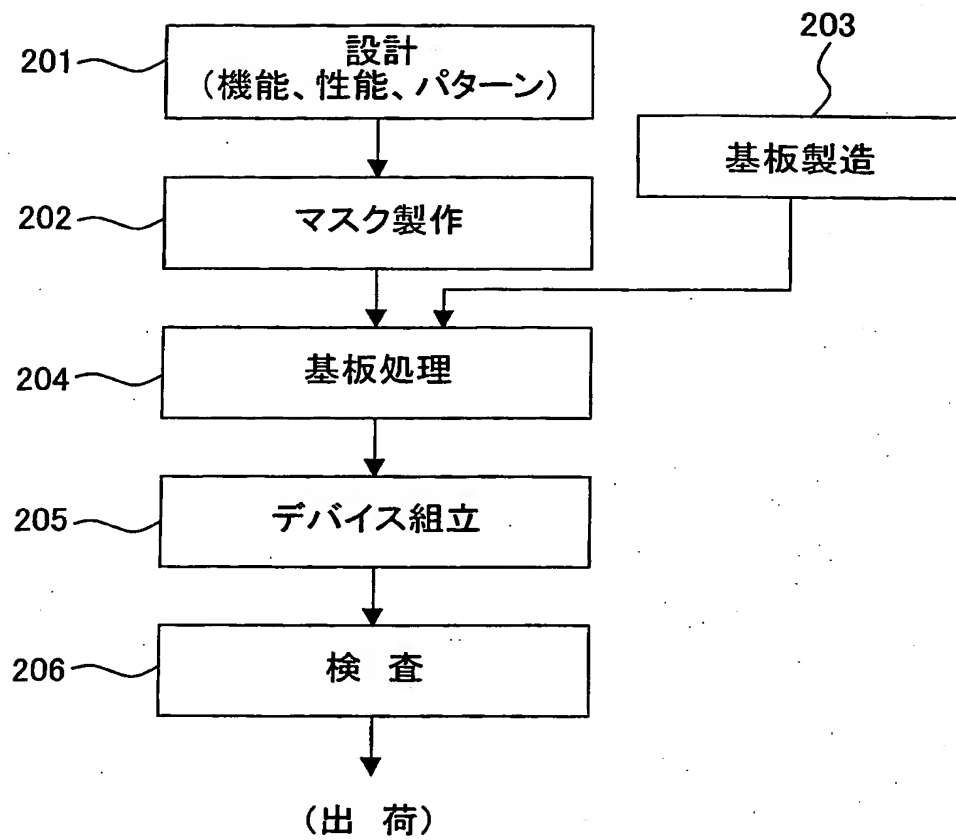 201
設計
(機能、性能、パターン)
203
基板製造
202
マスク製作
204
基板処理
205
デバイス組立
206
検 査
(出 荷)